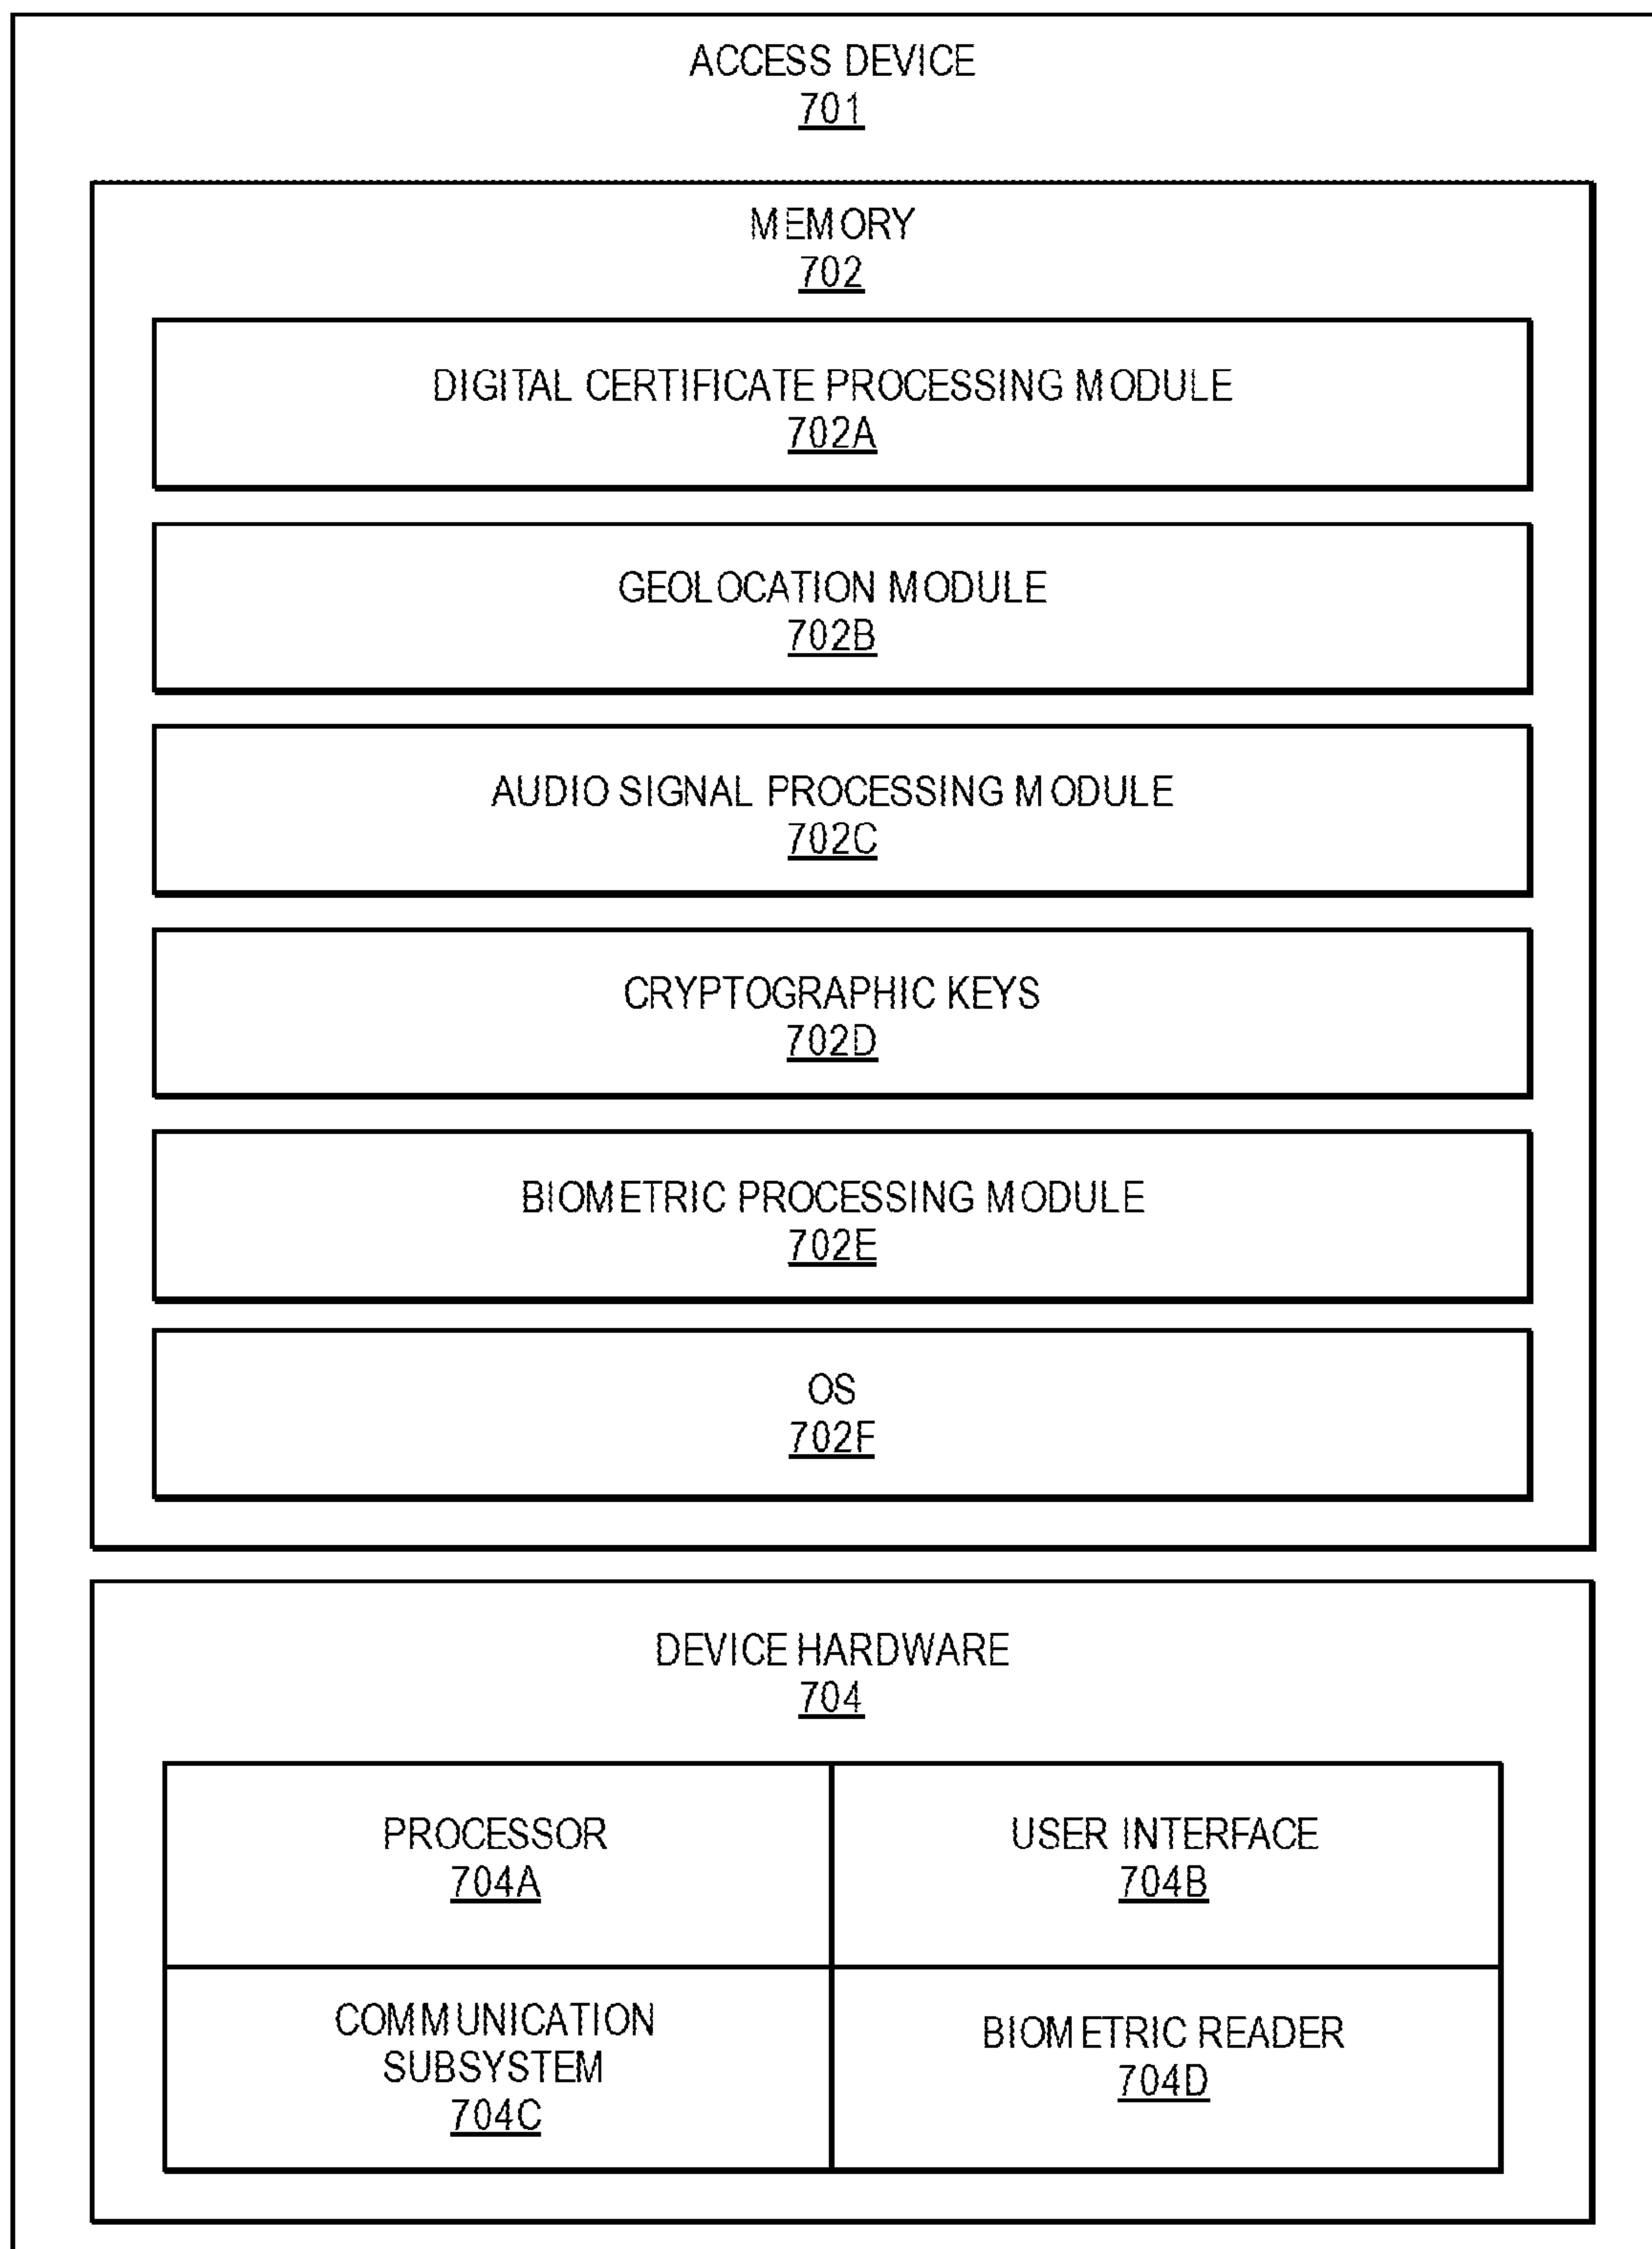 ACCESS DEVICE
701
MEMORY
702
DIGITAL CERTIFICATE PROCESSING MODULE
702A
GEOLOCATION MODULE
702B
AUDIO SIGNAL PROCESSING MODULE
702C
CRYPTOGRAPHIC KEYS
702D
BIOMETRIC PROCESSING MODULE
702E
OS
702F
DEVICE HARDWARE
704
PROCESSOR
704A
USER INTERFACE
704B
COMMUNICATION
SUBSYSTEM
704C
BIOMETRIC READER
704D